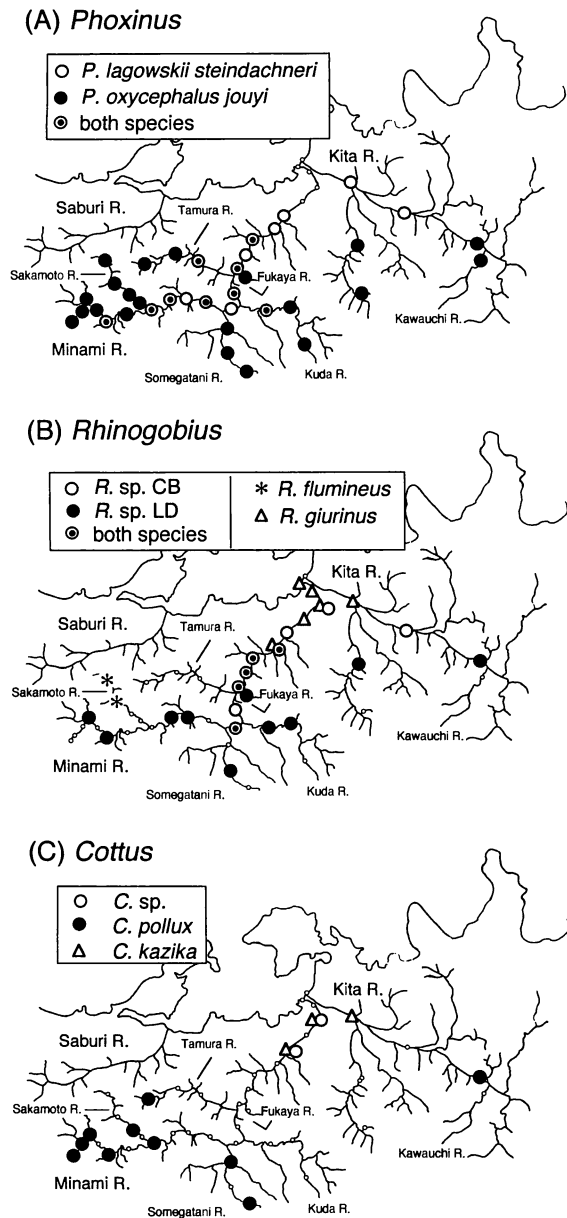 (A) Phoxinus
P. lagowskii steindachneri
P. oxycephalus jouyi
both species
Kita R.
Saburi R.
Tamura R.
Sakamoto R.
Fukaya R.
Kawauchi R.
Minami R.
Somegatani R.
Kuda R.
(B) Rhinogobius
R. sp. CB
R. flumineus
R. sp. LD
R. giurinus
both species
Kita R.
Saburi R.
Tamura R.
Sakamoto R.
Fukaya R.
Kawauchi R.
Minami R.
Somegatani R.
Kuda R.
(C) Cottus
C. sp.
C. pollux
C. kazika
Kita R.
Saburi R.
Tamura R.
Sakamoto R.
Fukaya R.
Kawauchi R.
Minami R.
Somegatani R.
Kuda R.